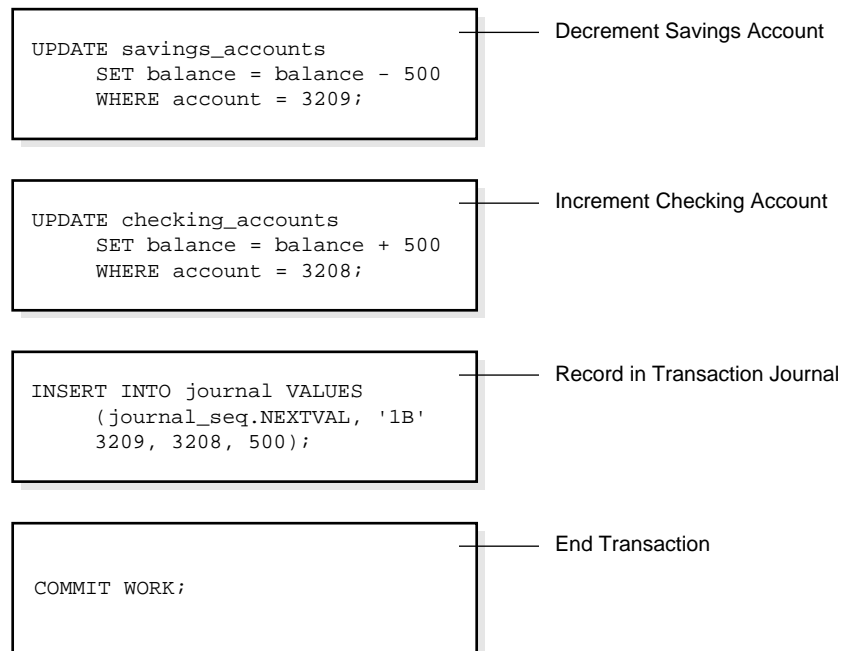 Decrement Savings Account
UPDATE savings_accounts
SET balance = balance - 500
WHERE account = 3209;
Increment Checking Account
UPDATE checking_accounts
SET balance = balance + 500
WHERE account = 3208;
Record in Transaction Journal
INSERT INTO journal VALUES
(journal_seq.NEXTVAL, '1B'
3209, 3208, 500);
End Transaction
COMMIT WORK;